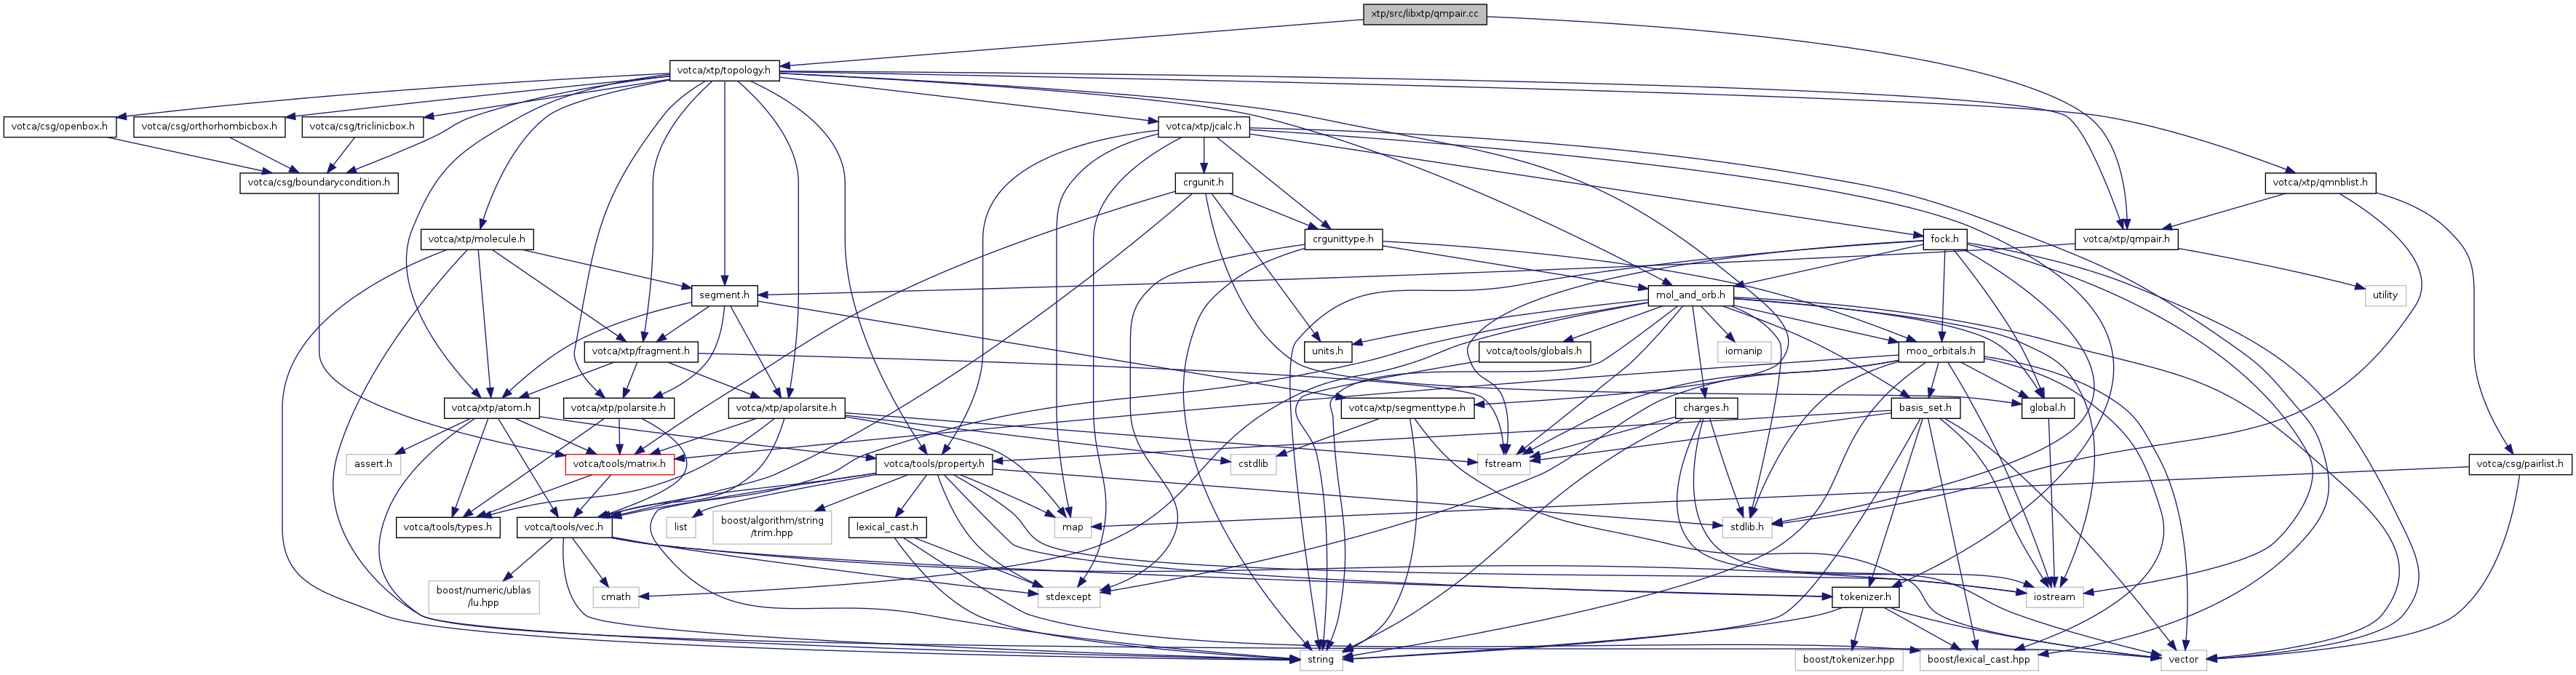 xtp/src/libxtp/qmpair.cc
votca/xtp/topology.h
votca/csg/openbox.h
votca/csg/orthorhombicbox.h
votca/csg/triclinicbox.h
votca/xtp/jcalc.h
votca/csg/boundarycondition.h
crgunit.h
votca/xtp/qmnblist.h
votca/xtp/molecule.h
crgunittype.h
fock.h
votca/xtp/qmpair.h
segment.h
mol_and_orb.h
utility
votca/xtp/fragment.h
units.h
votca/tools/globals.h
iomanip
moo_orbitals.h
votca/xtp/atom.h
votca/xtp/polarsite.h
votca/xtp/apolarsite.h
votca/xtp/segmenttype.h
charges.h
basis_set.h
global.h
assert.h
votca/tools/matrix.h
votca/tools/property.h
cstdlib
fstream
votca/csg/pairlist.h
votca/tools/types.h
votca/tools/vec.h
list
boost/algorithm/string
/trim.hpp
lexical_cast.h
map
stdlib.h
boost/numeric/ublas
/lu.hpp
cmath
stdexcept
tokenizer.h
iostream
string
boost/tokenizer.hpp
boost/lexical_cast.hpp
vector